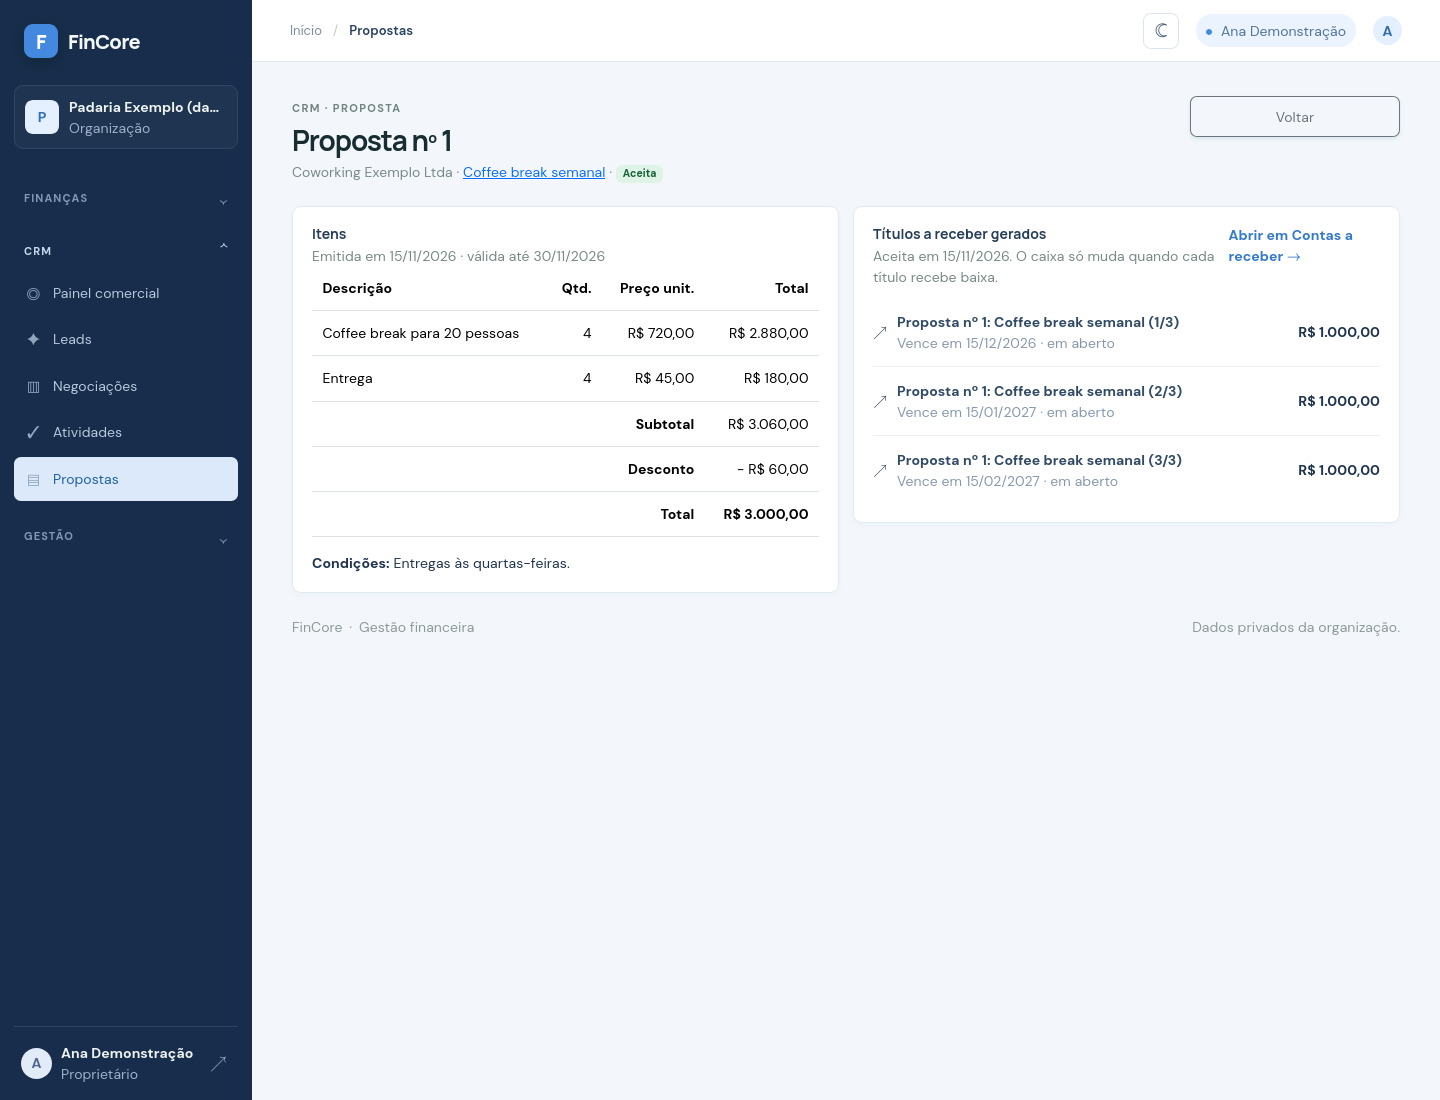 F FinCore
P Padaria Exemplo (da...
Organização
FINANÇAS
CRM
Painel comercial
Leads
Negociações
Atividades
Propostas
GESTÃO
A Ana Demonstração
Proprietário
Início / Propostas
Ana Demonstração A
CRM · PROPOSTA
Proposta nº 1
Coworking Exemplo Ltda · Coffee break semanal · Aceita
Voltar
Itens
Emitida em 15/11/2026 · válida até 30/11/2026
Descrição Qtd. Preço unit. Total
Coffee break para 20 pessoas 4 R$ 720,00 R$ 2.880,00
Entrega 4 R$ 45,00 R$ 180,00
Subtotal R$ 3.060,00
Desconto − R$ 60,00
Total R$ 3.000,00
Condições: Entregas às quartas-feiras.
Títulos a receber gerados
Aceita em 15/11/2026. O caixa só muda quando cada
título recebe baixa.
Abrir em Contas a
receber →
Proposta nº 1: Coffee break semanal (1/3) R$ 1.000,00
Vence em 15/12/2026 · em aberto
Proposta nº 1: Coffee break semanal (2/3) R$ 1.000,00
Vence em 15/01/2027 · em aberto
Proposta nº 1: Coffee break semanal (3/3) R$ 1.000,00
Vence em 15/02/2027 · em aberto
FinCore · Gestão financeira
Dados privados da organização.